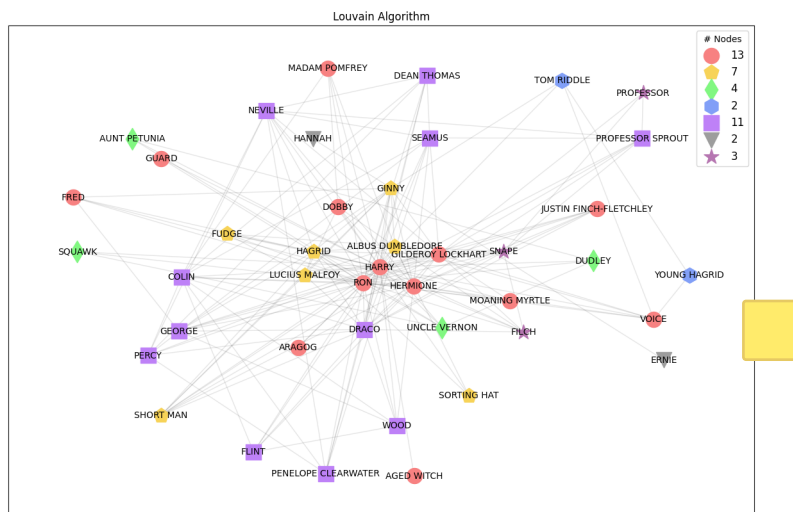 Louvain Algorithm
# Nodes
13
7
4
2
11
2
3
MADAM POMFREY
DEAN THOMAS
TOM RIDDLE
PROFESSOR
NEVILLE
AUNT PETUNIA
HANNAH
SEAMUS
PROFESSOR SPROUT
GUARD
GINNY
FRED
DOBBY
JUSTIN FINCH-FLETCHLEY
FUDGE
SQUAWK
HAGRID
ALBUS DUMBLEDORE
GILDEROY LOCKHART
SNAPE
DUDLEY
COLIN
LUCIUS MALFOY
HARRY
RON
HERMIONE
YOUNG HAGRID
MOANING MYRTLE
VOICE
GEORGE
DRACO
UNCLE VERNON
FILCH
PERCY
ARAGOG
ERNIE
SORTING HAT
SHORT MAN
WOOD
FLINT
PENELOPE CLEARWATER
AGED WITCH